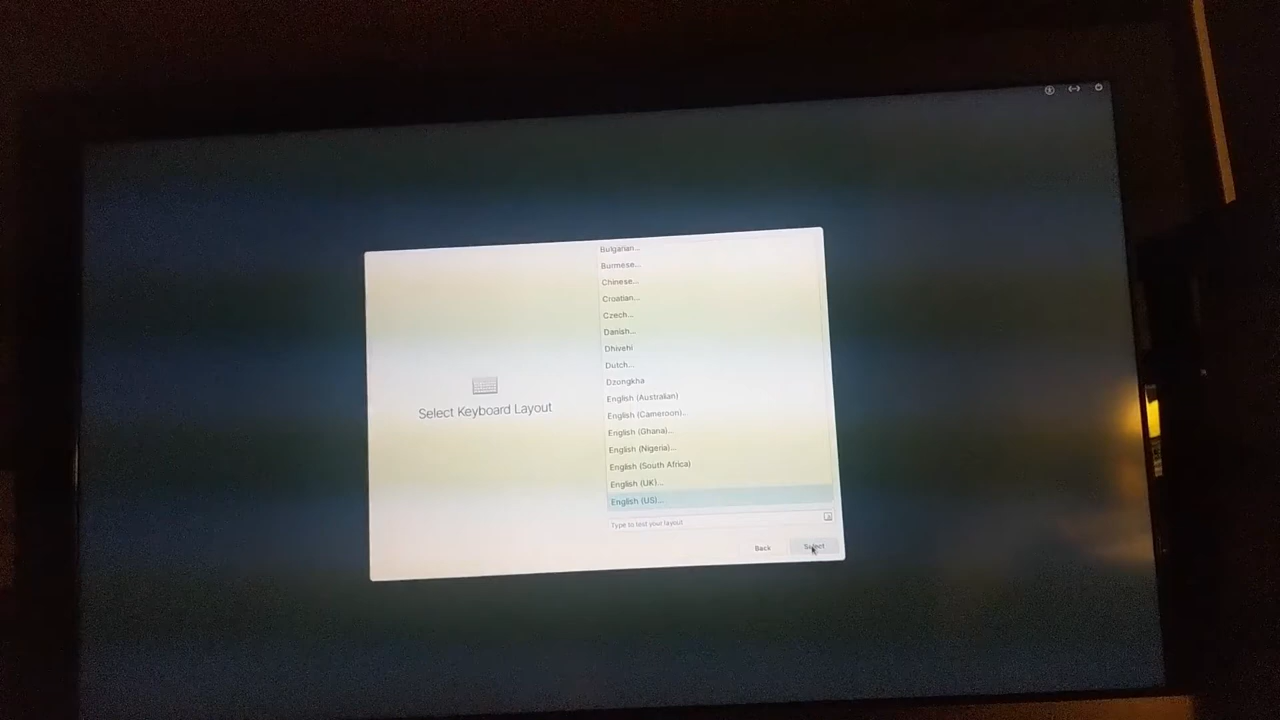 Bulgarian...
Burmese...
Chinese...
Croatian...
Czech...
Danish...
Dhivehi
Dutch...
Dzongkha
English (Australian)
English (Cameroon)...
Select Keyboard Layout
English (Ghana)...
English (Nigeria)...
English (South Africa)
English (UK)...
English (US)...
Type to test your layout
Back
Select